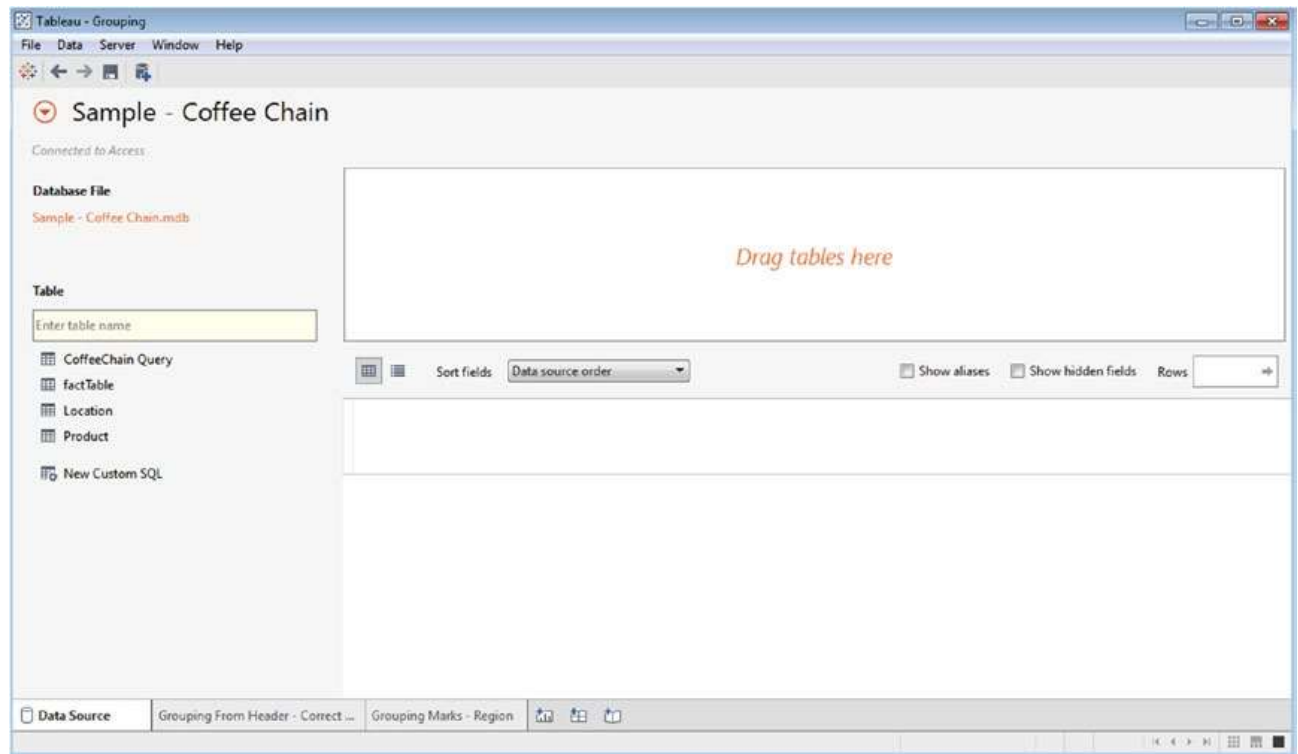 Tableau - Grouping
File Data Server Window Help
Sample - Coffee Chain
Connected to Access
Database File
Sample - Coffee Chain.mdb
Drag tables here
Table
Enter table name
CoffeeChain Query
factTable
Location
Product
New Custom SQL
Sort fields Data source order Show aliases Show hidden fields Rows
Data Source Grouping From Header - Correct ... Grouping Marks - Region